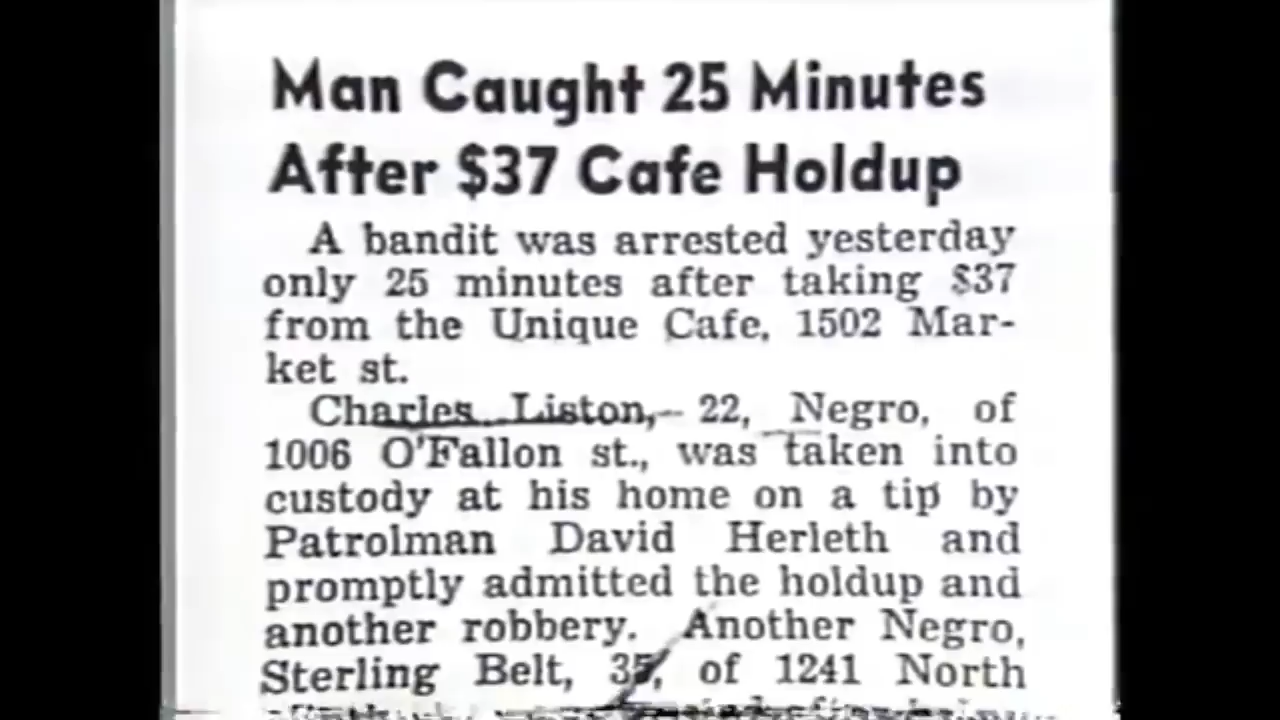 Man Caught 25 Minutes
After $37 Cafe Holdup
A bandit was arrested yesterday
only 25 minutes after taking $37
from the Unique Cafe, 1502 Mar-
ket st.
Charles Liston, 22, Negro, of
1006 O'Fallon st., was taken into
custody at his home on a tip by
Patrolman David Herleth and
promptly admitted the holdup and
another robbery. Another Negro,
Sterling Belt, 35, of 1241 North